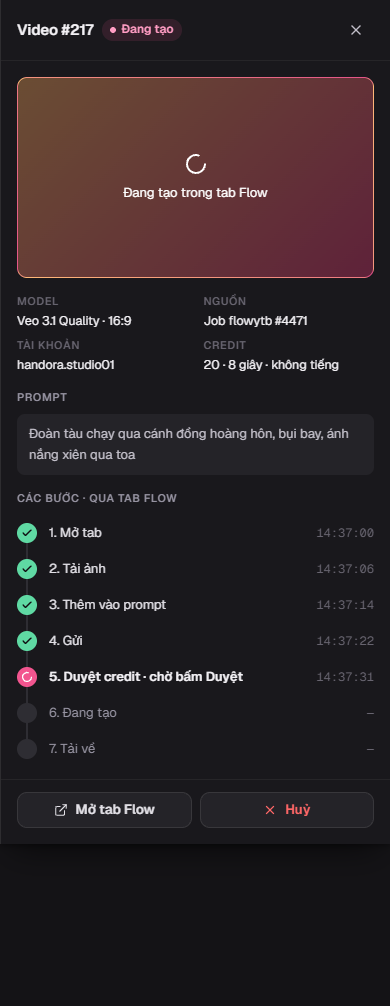 Video #217
Đang tạo
Đang tạo trong tab Flow
MODEL
NGUỒN
Veo 3.1 Quality · 16:9
Job flowytb #4471
TÀI KHOẢN
CREDIT
handora.studio01
20 · 8 giây · không tiếng
PROMPT
Đoàn tàu chạy qua cánh đồng hoàng hôn, bụi bay, ánh
nắng xiên qua toa
CÁC BƯỚC · QUA TAB FLOW
1. Mở tab 14:37:00
2. Tải ảnh 14:37:06
3. Thêm vào prompt 14:37:14
4. Gửi 14:37:22
5. Duyệt credit · chờ bấm Duyệt 14:37:31
6. Đang tạo –
7. Tải về –
Mở tab Flow
Huỷ